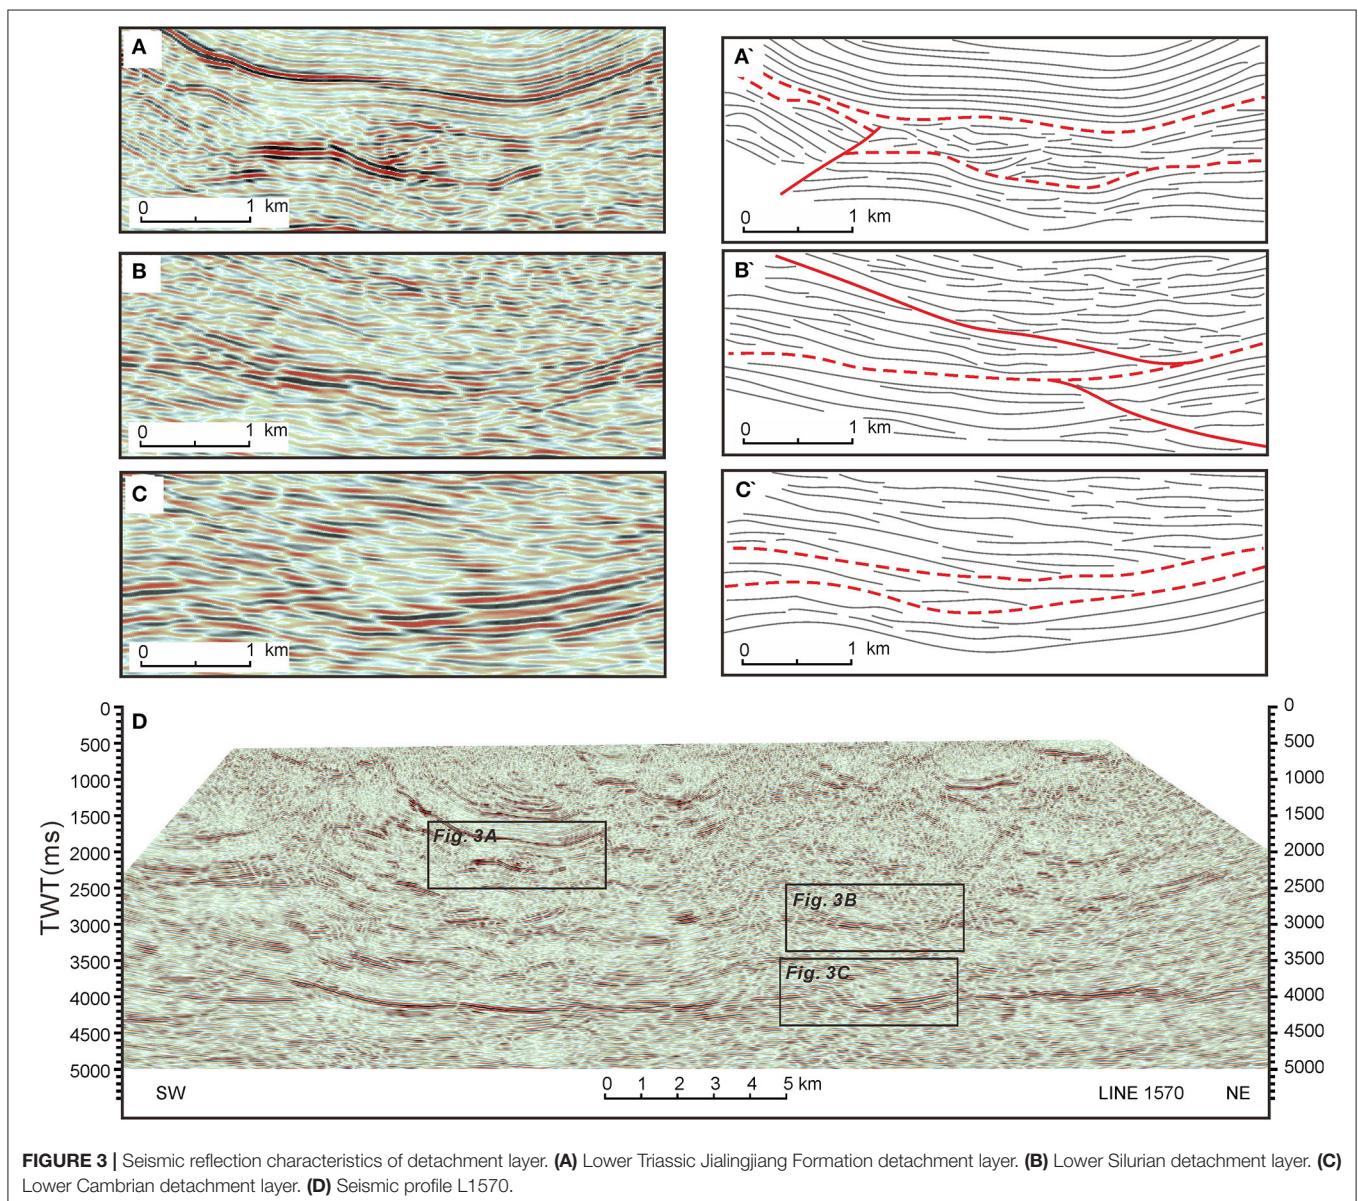 A
0 1 km
A`
0 1 km
B
0 1 km
B`
0 1 km
C
0 1 km
C`
0 1 km
D
TWT(ms)
0
500
1000
1500
2000
2500
3000
3500
4000
4500
5000
0
500
1000
1500
2000
2500
3000
3500
4000
4500
5000
Fig. 3A
Fig. 3B
Fig. 3C
SW
0 1 2 3 4 5 km
LINE 1570 NE
FIGURE 3 | Seismic reflection characteristics of detachment layer. (A) Lower Triassic Jialingjiang Formation detachment layer. (B) Lower Silurian detachment layer. (C)
Lower Cambrian detachment layer. (D) Seismic profile L1570.